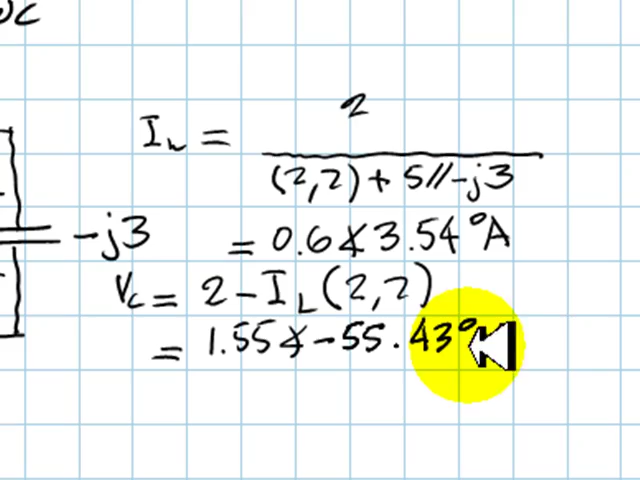 DC
I_L = 2 / ((2,2) + 5//-j3)
-j3
= 0.6∡3.54°A
V_C = 2 - I_L(2,2)
= 1.55∡-55.43°